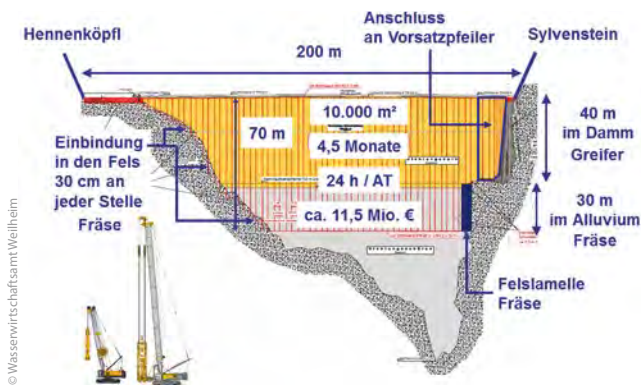 Hennenköpfl
Anschluss
an Vorsatzpfeiler
Sylvenstein
200 m
10.000 m²
70 m
4,5 Monate
24 h / AT
ca. 11,5 Mio. €
Einbindung
in den Fels
30 cm an
jeder Stelle
Fräse
40 m
im Damm
Greifer
30 m
im Alluvium
Fräse
Felslamelle
Fräse
© Wasserwirtschaftsamt Weilheim